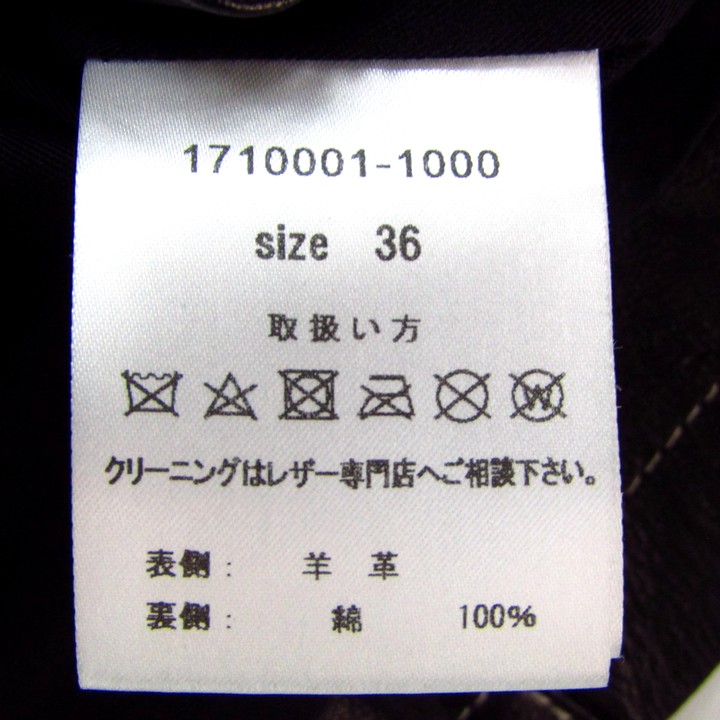 1710001-1000
size 36
取扱い方
W
クリーニングはレザー専門店へご相談下さい。
表側： 羊 革
裏側： 綿 100%